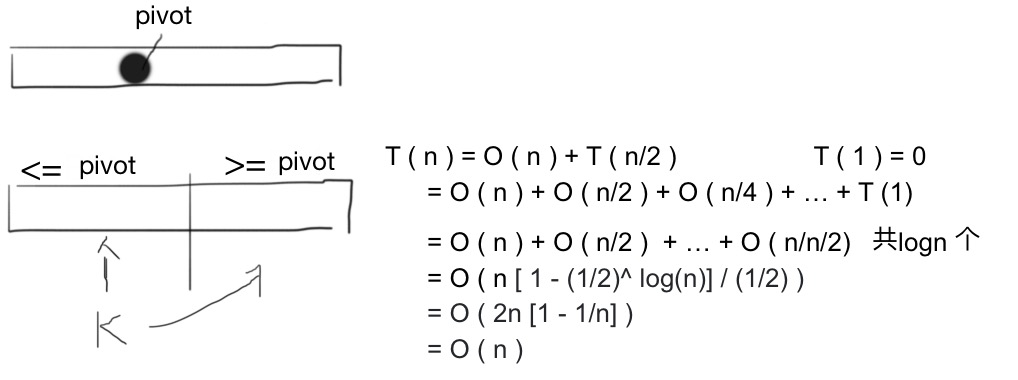 pivot
<= pivot
>= pivot
K
T ( n ) = O ( n ) + T ( n/2 )
T ( 1 ) = 0
= O ( n ) + O ( n/2 ) + O ( n/4 ) + … + T (1)
= O ( n ) + O ( n/2 ) + … + O ( n/n/2) 共logn 个
= O ( n [ 1 - (1/2)^ log(n)] / (1/2) )
= O ( 2n [1 - 1/n] )
= O ( n )